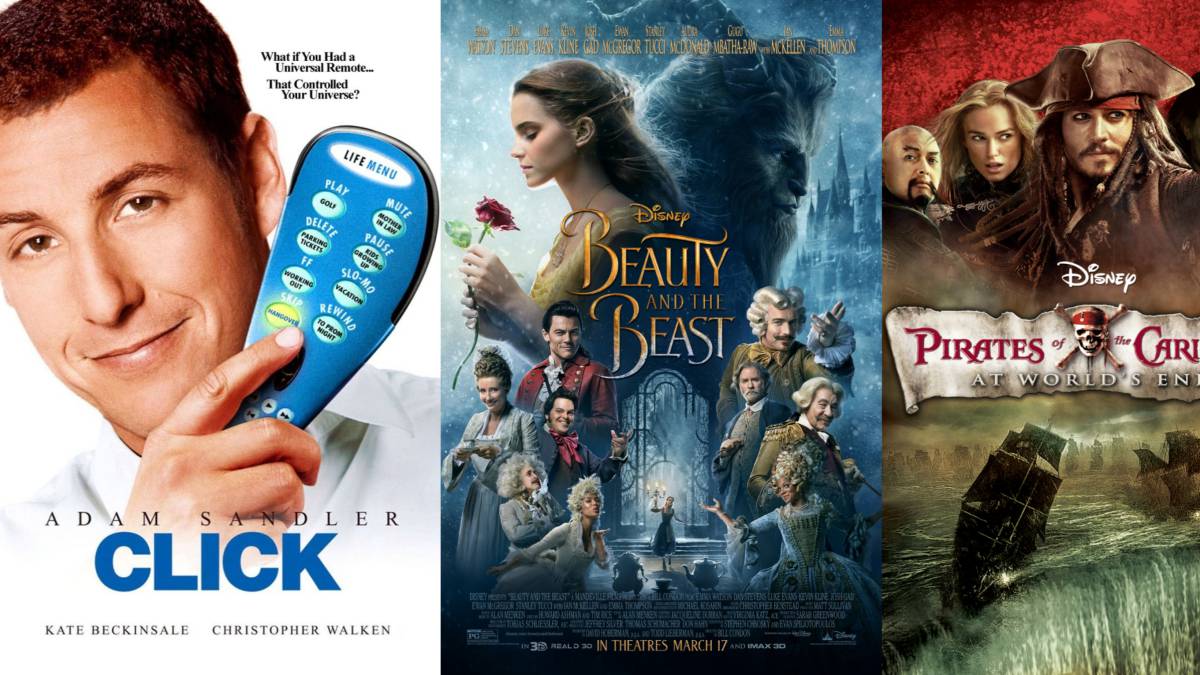 What if You Had a
Universal Remote...
That Controlled
Your Universe?
LIFE MENU
PLAY
GOLF
MUTE
MOTHER
IN LAW
DELETE
PARKING
TICKETS
PAUSE
KIDS
GROWING
UP
FF
WORKING
OUT
SLO-MO
VACATION
SKIP
HANGOVER
REWIND
TO PROM
NIGHT
ADAM SANDLER
CLICK
KATE BECKINSALE CHRISTOPHER WALKEN
EMMA DAN LUKE KEVIN JOSH EWAN STANLEY AUDRA GUGU IAN EMMA
WATSON STEVENS EVANS KLINE GAD McGREGOR TUCCI McDONALD MBATHA-RAW WITH McKELLEN AND THOMPSON
Disney
BEAUTY
AND THE
BEAST
PG
IN 3D REAL D 3D IN THEATRES MARCH 17 AND IMAX 3D
Disney
PIRATES of the CARI
AT WORLD'S EN